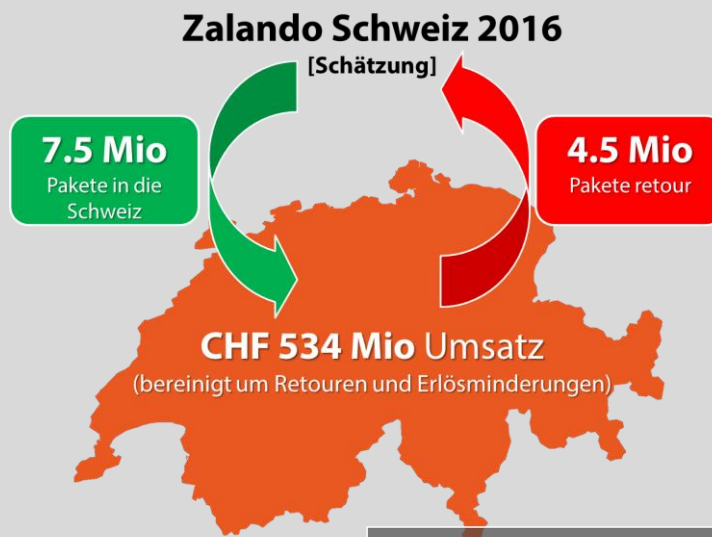 Zalando Schweiz 2016
[Schätzung]
7.5 Mio
Pakete in die
Schweiz
4.5 Mio
Pakete retour
CHF 534 Mio Umsatz
(bereinigt um Retouren und Erlösminderungen)